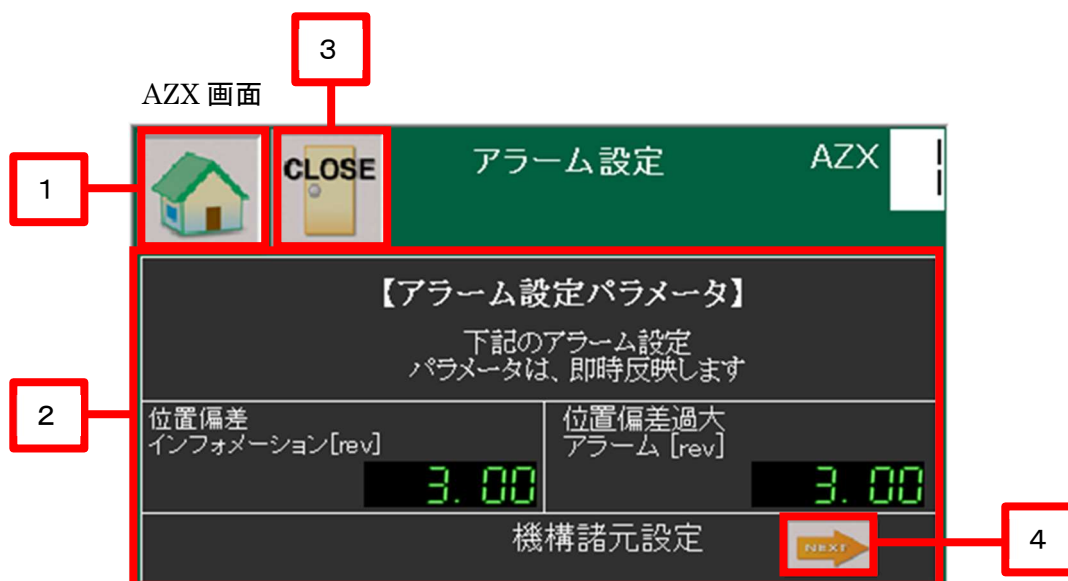 3
AZX 画面
1
CLOSE
アラーム設定
AZX
【アラーム設定パラメータ】
下記のアラーム設定
パラメータは、即時反映します
2
位置偏差
インフォメーション[rev]
3.00
位置偏差過大
アラーム [rev]
3.00
機構諸元設定
NEXT
4